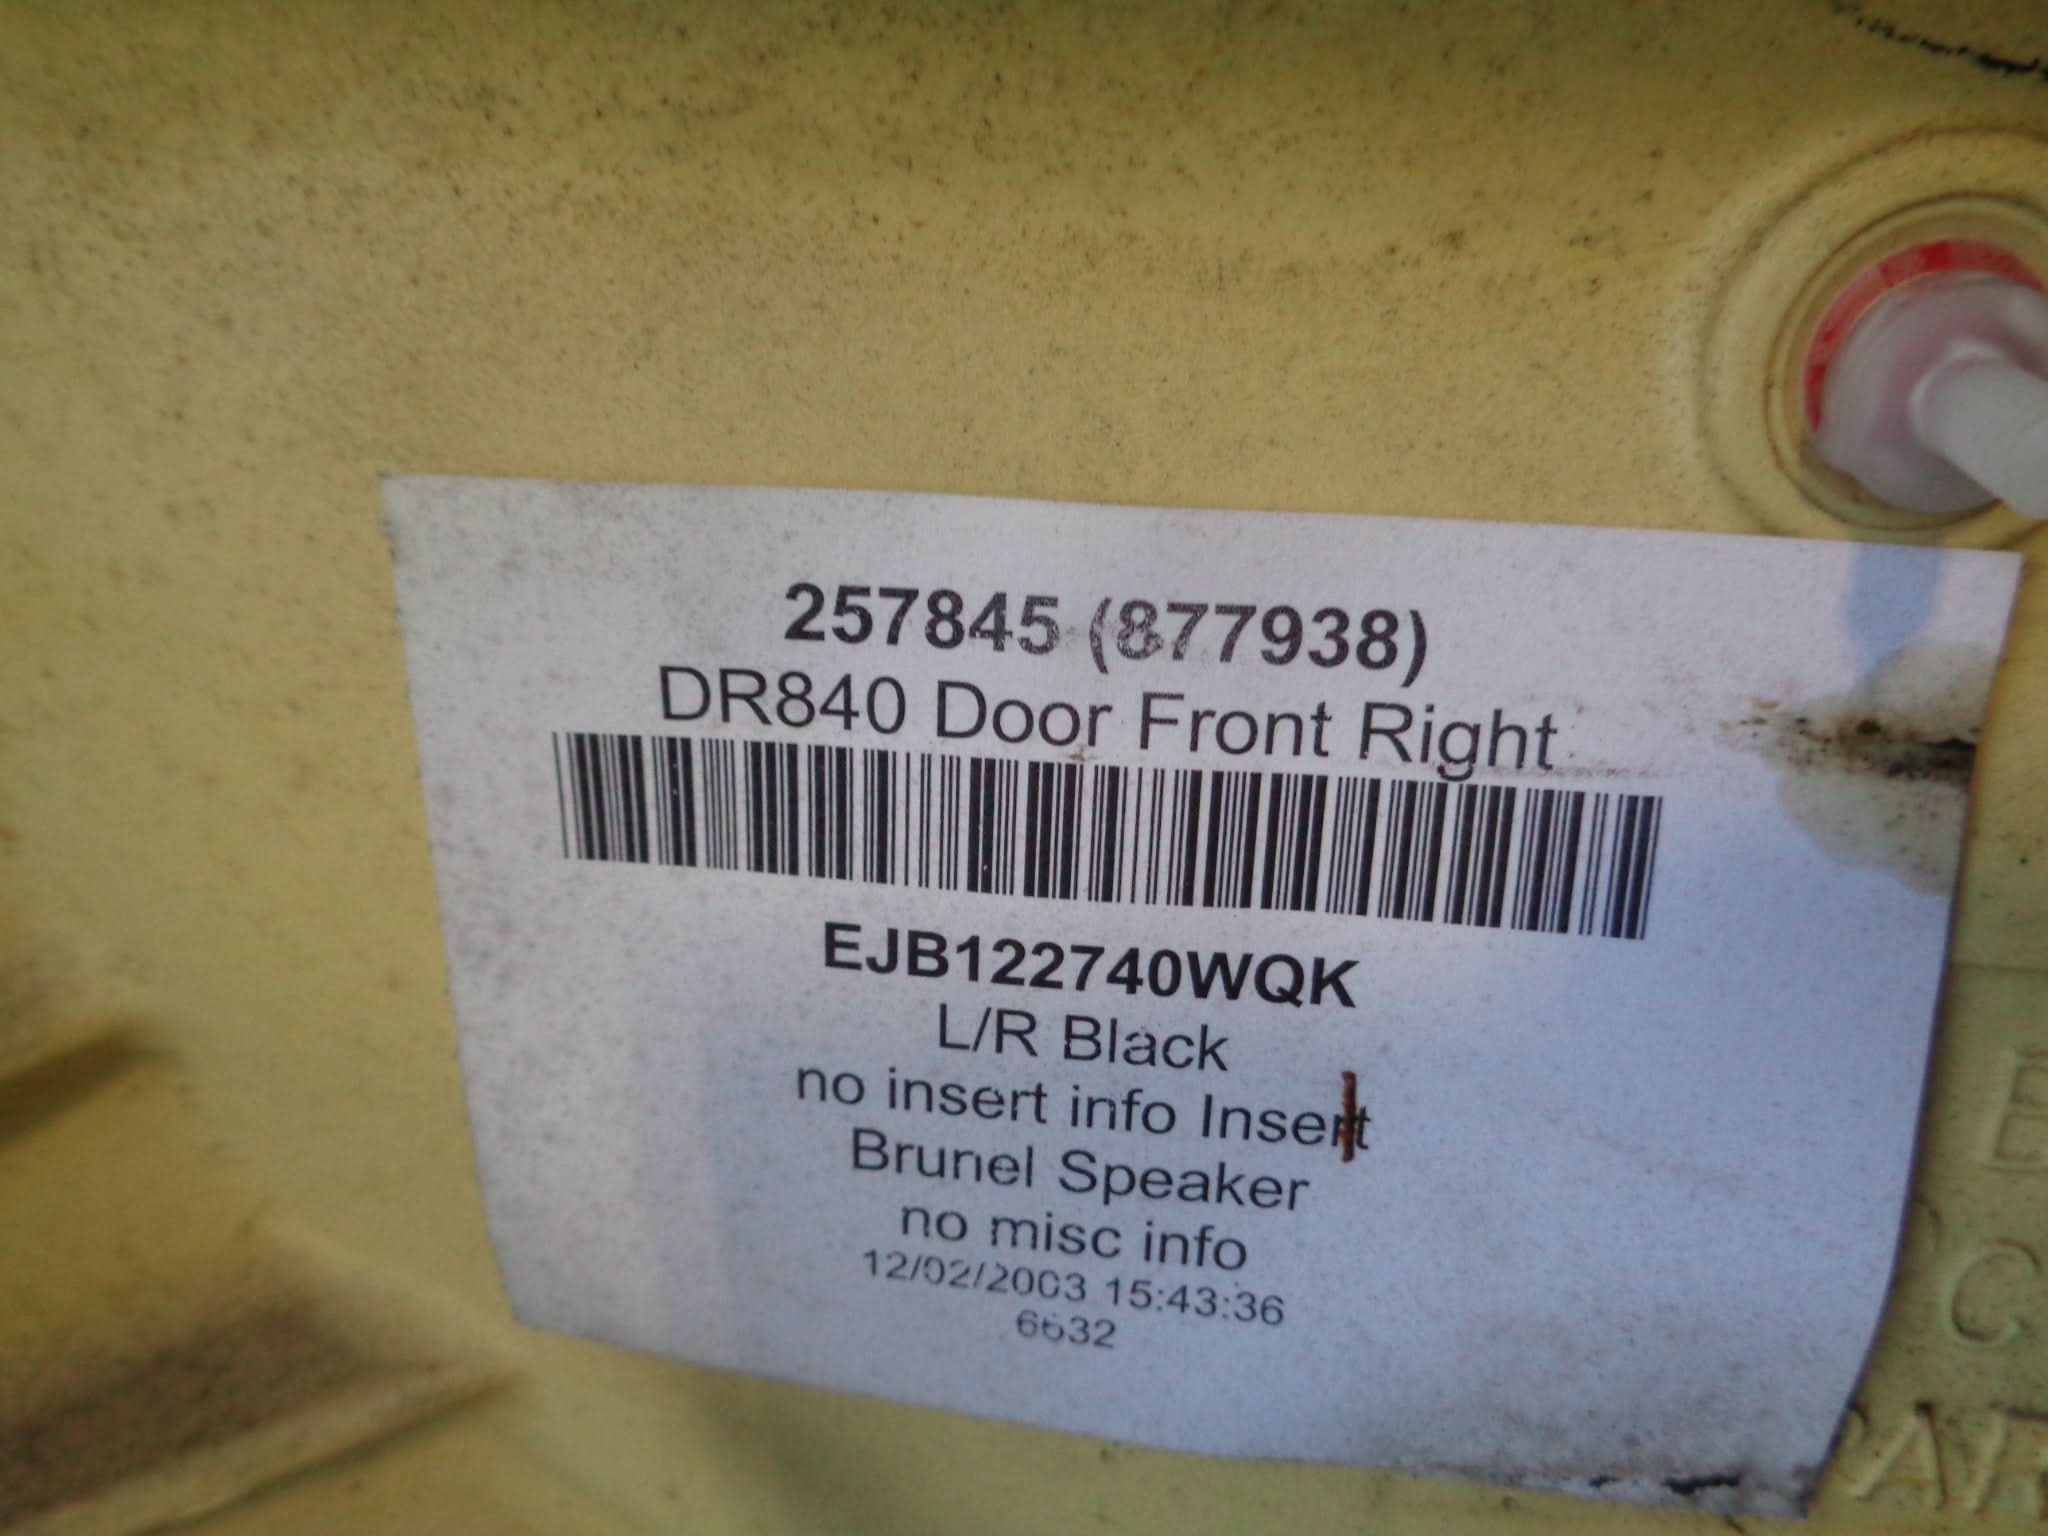 257845 (877938)
DR840 Door Front Right
EJB122740WQK
L/R Black
no insert info Insert
Brunel Speaker
no misc info
12/02/2003 15:43:36
6632